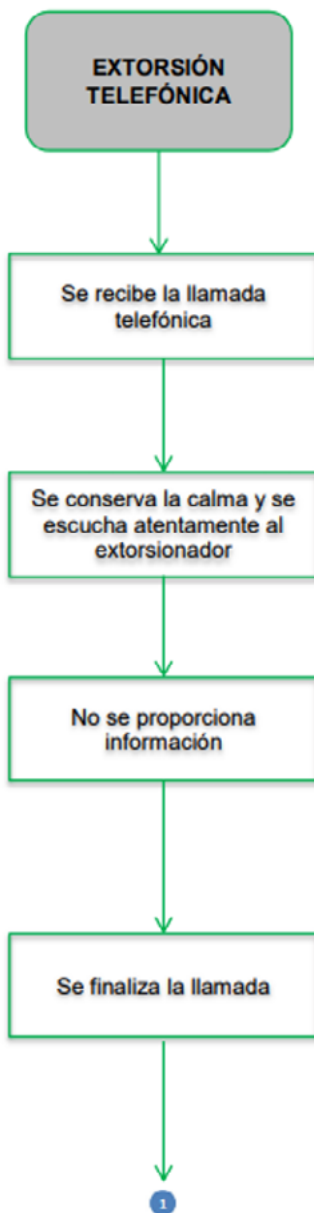 EXTORSIÓN
TELEFÓNICA
Se recibe la llamada
telefónica
Se conserva la calma y se
escucha atentamente al
extorsionador
No se proporciona
información
Se finaliza la llamada
1